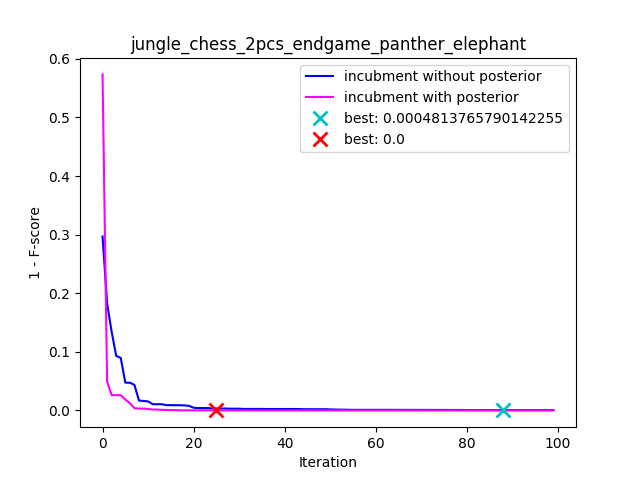 jungle_chess_2pcs_endgame_panther_elephant
incubment without posterior
incubment with posterior
best: 0.0004813765790142255
best: 0.0
1 - F-score
0.6
0.5
0.4
0.3
0.2
0.1
0.0
0 20 40 60 80 100
Iteration